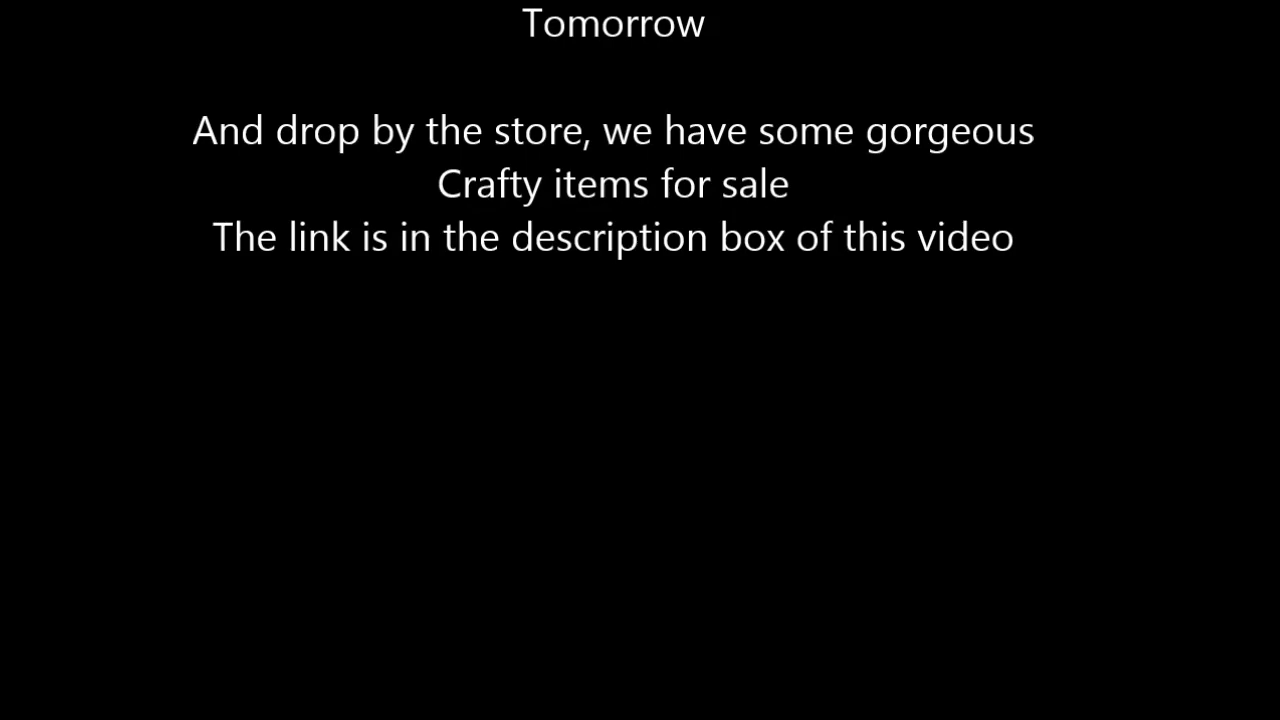 Tomorrow
And drop by the store, we have some gorgeous
Crafty items for sale
The link is in the description box of this video